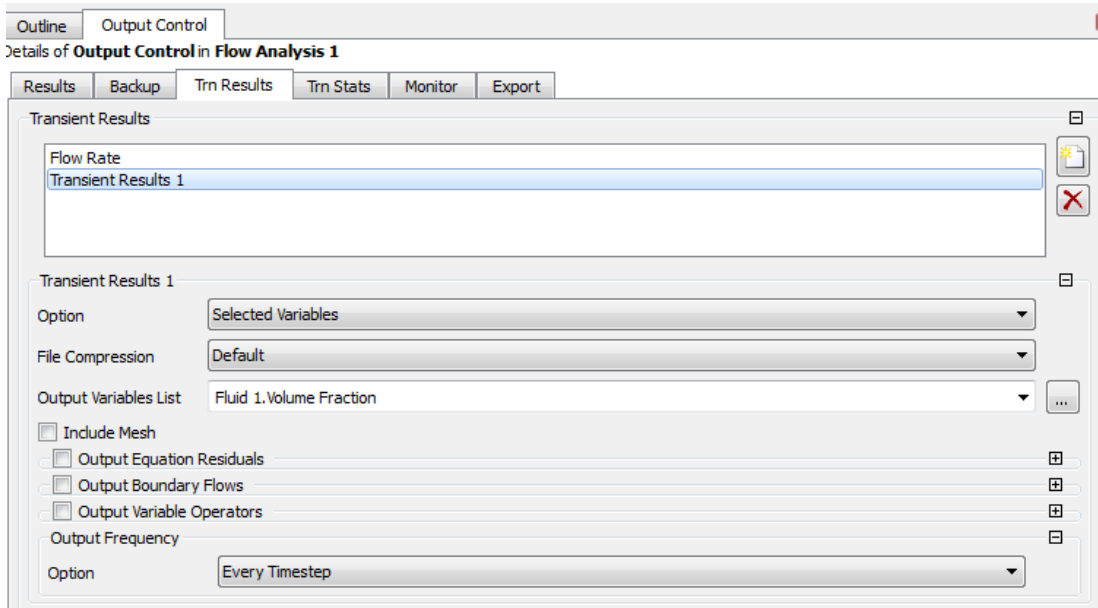 Outline Output Control
Details of Output Control in Flow Analysis 1
Results Backup Trn Results Trn Stats Monitor Export
Transient Results
Flow Rate
Transient Results 1
Transient Results 1
Option Selected Variables
File Compression Default
Output Variables List Fluid 1.Volume Fraction ...
Include Mesh
Output Equation Residuals
Output Boundary Flows
Output Variable Operators
Output Frequency
Option Every Timestep